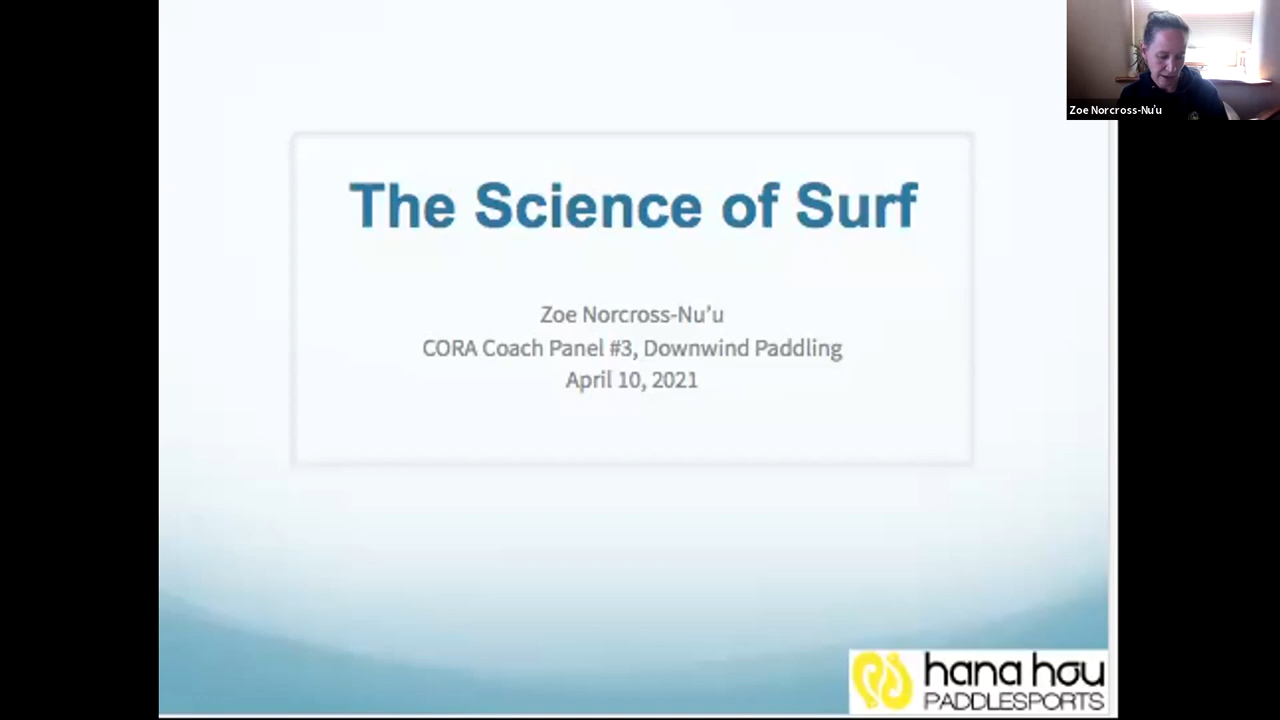 Zoe Norcross-Nu'u
The Science of Surf
Zoe Norcross-Nu’u
CORA Coach Panel #3, Downwind Paddling
April 10, 2021
hana hou
PADDLESPORTS